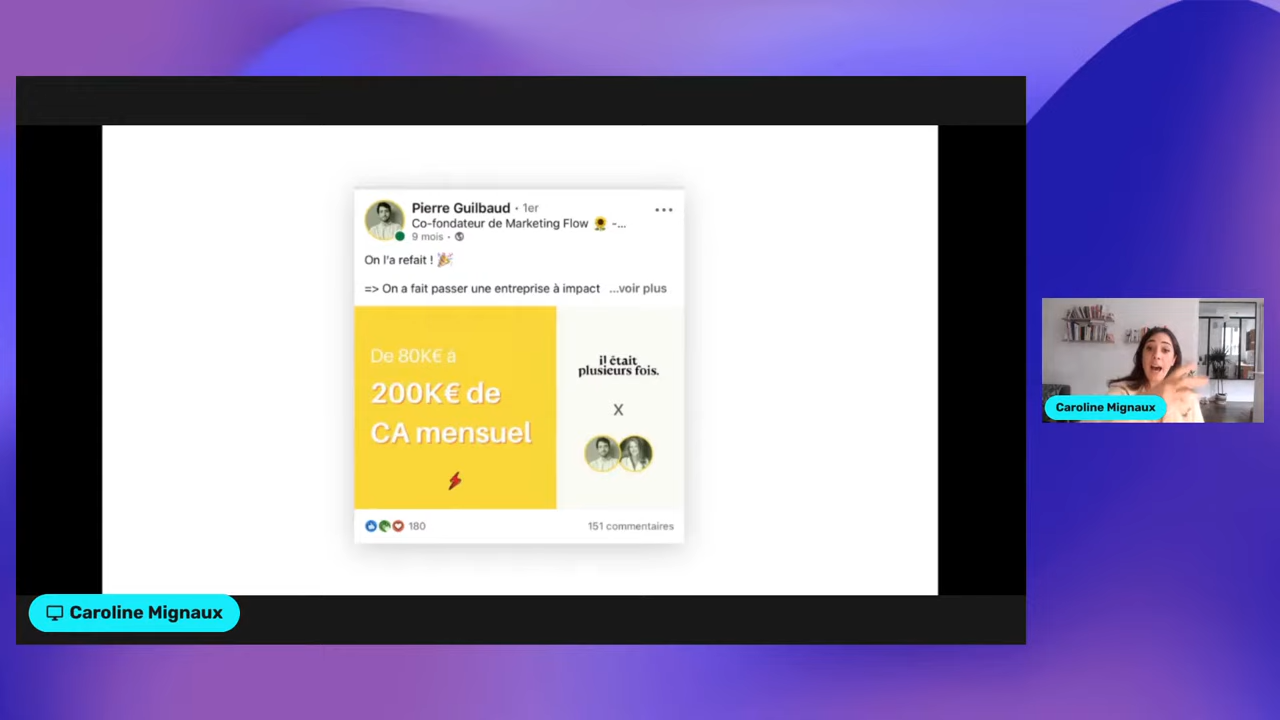 Pierre Guilbaud · 1er
Co-fondateur de Marketing Flow 🌻 -...
9 mois ·
On l'a refait ! 🎉
=> On a fait passer une entreprise à impact ...voir plus
De 80K€ à
200K€ de
CA mensuel
il était
plusieurs fois.
X
180
151 commentaires
Caroline Mignaux
Caroline Mignaux